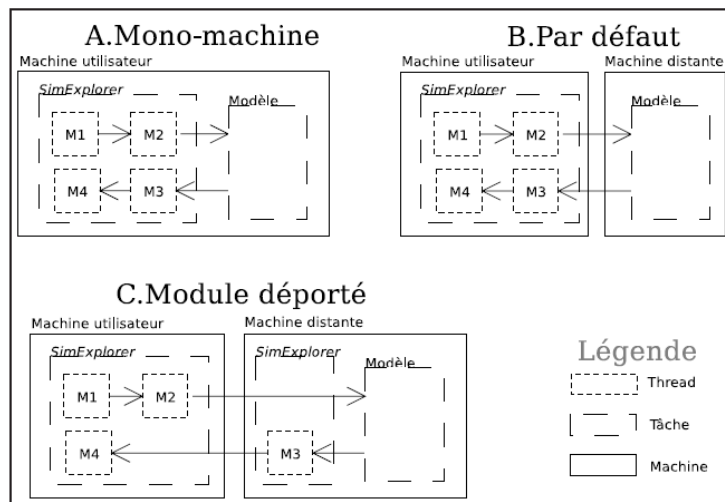 A.Mono-machine
Machine utilisateur
SimExplorer
Modèle
M1
M2
M4
M3
B.Par défaut
Machine utilisateur
Machine distante
SimExplorer
Modèle
M1
M2
M4
M3
C.Module déporté
Machine utilisateur
Machine distante
SimExplorer
SimExplorer
Modèle
M1
M2
M4
M3
Légende
Thread
Tâche
Machine